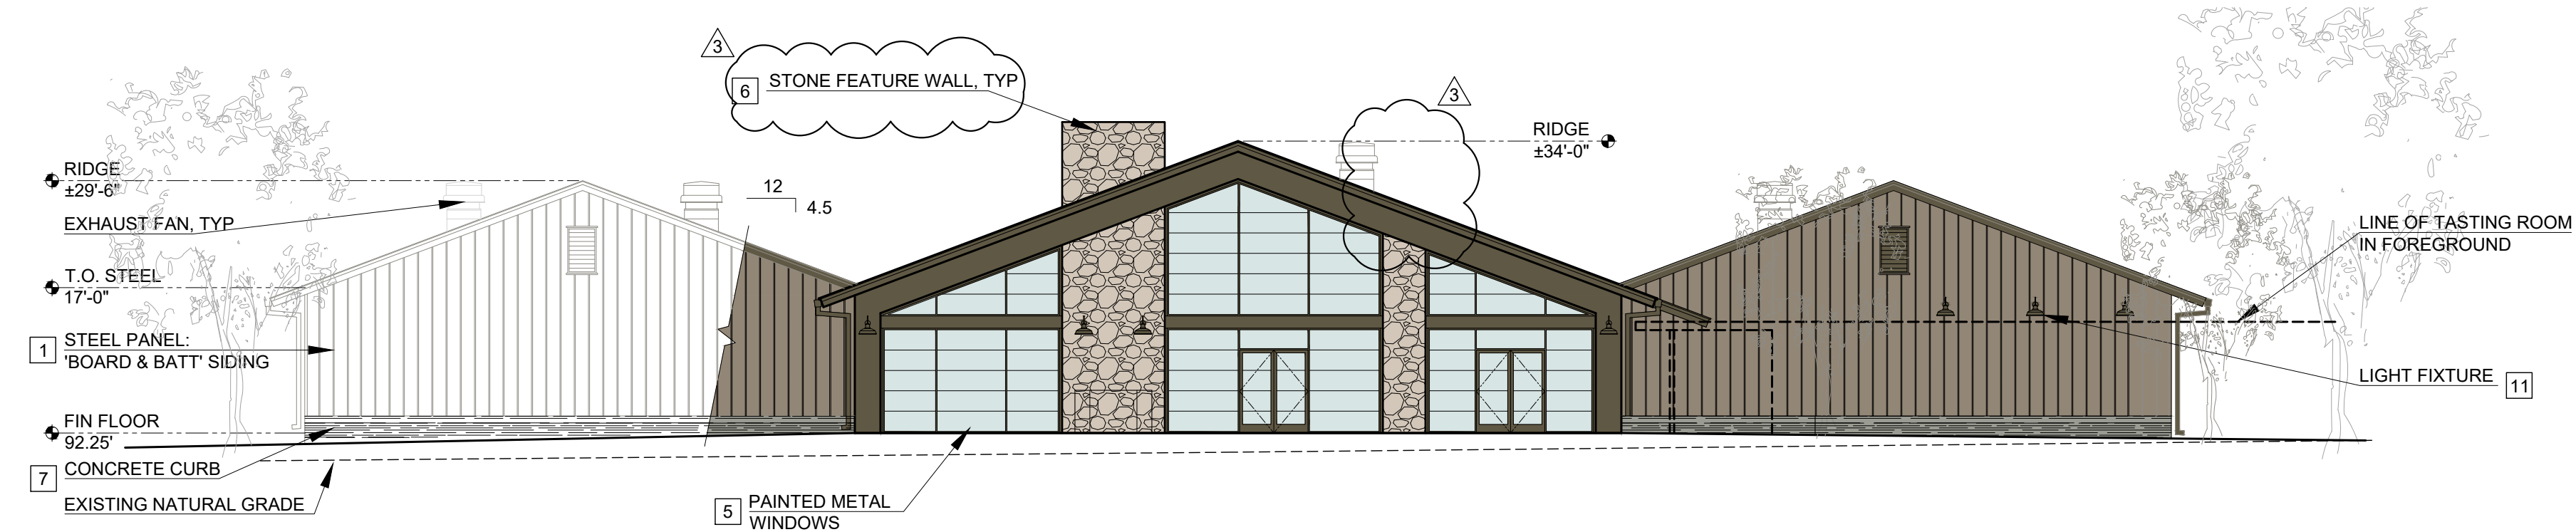 3
6
STONE FEATURE WALL, TYP
3
RIDGE
±34'-0"
RIDGE
±29'-6"
12
4.5
EXHAUST FAN, TYP
LINE OF TASTING ROOM
IN FOREGROUND
T.O. STEEL
17'-0"
1
STEEL PANEL:
'BOARD & BATT' SIDING
LIGHT FIXTURE
11
FIN FLOOR
92.25'
7
CONCRETE CURB
EXISTING NATURAL GRADE
5
PAINTED METAL
WINDOWS